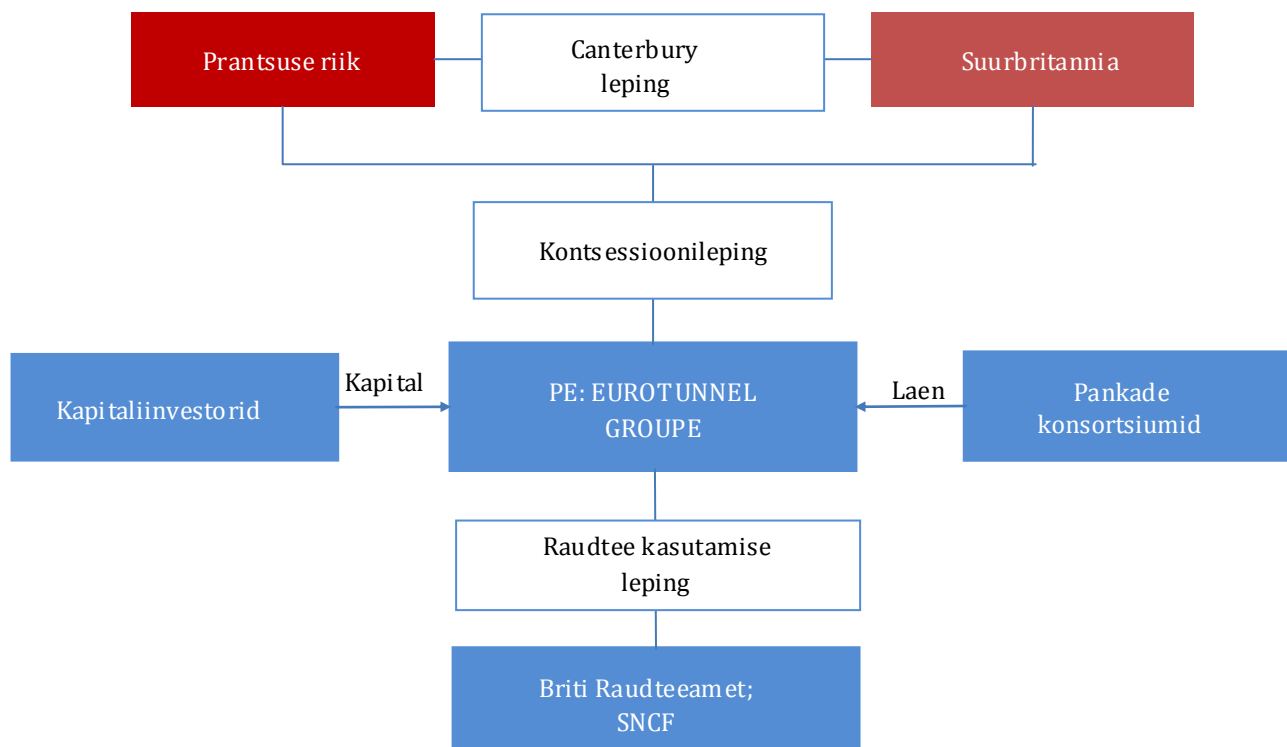 Prantsuse riik
Canterbury
leping
Suurbritannia
Kontsessioonileping
Kapitaliinvestorid
Kapital
PE: EUROTUNNEL
GROUPE
Laen
Pankade
konsortsiumid
Raudtee kasutamise
leping
Briti Raudteeamet;
SNCF